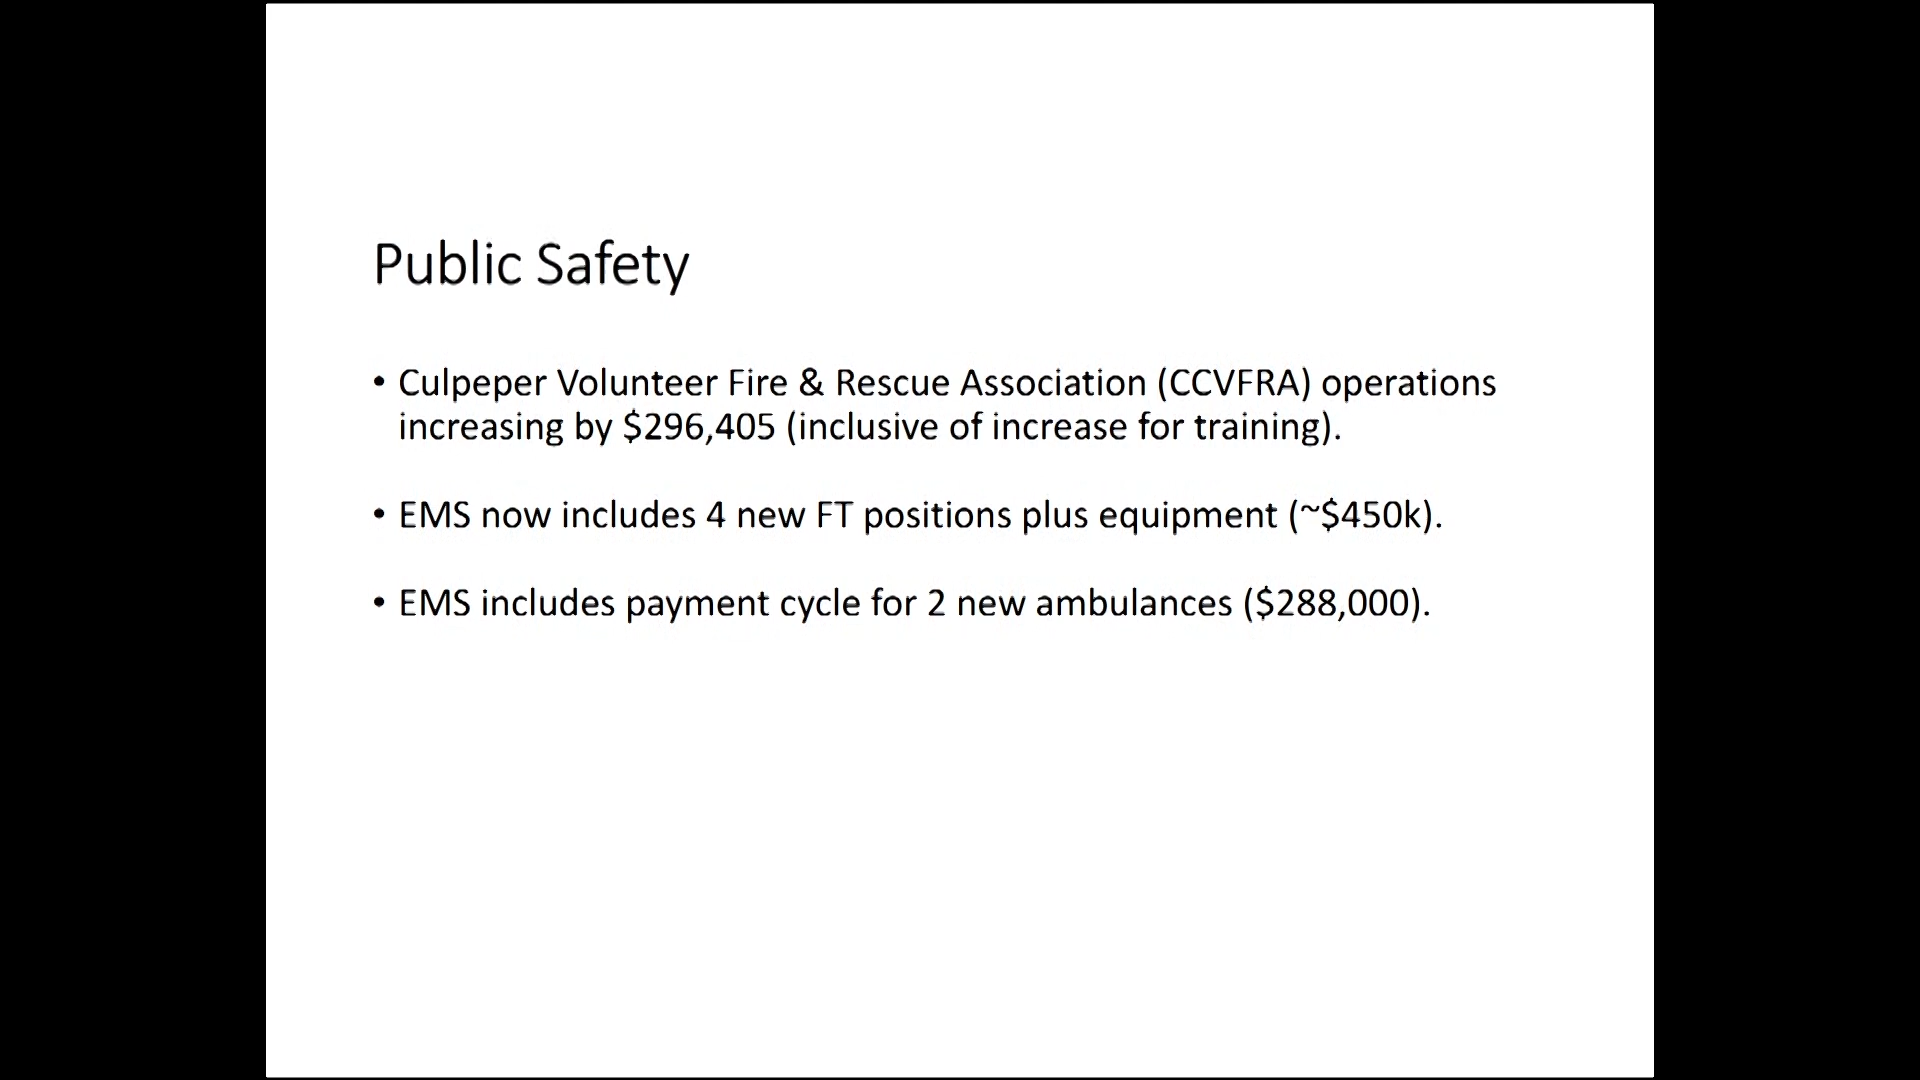 Public Safety
• Culpeper Volunteer Fire & Rescue Association (CCVFRA) operations
increasing by $296,405 (inclusive of increase for training).
• EMS now includes 4 new FT positions plus equipment (~$450k).
• EMS includes payment cycle for 2 new ambulances ($288,000).